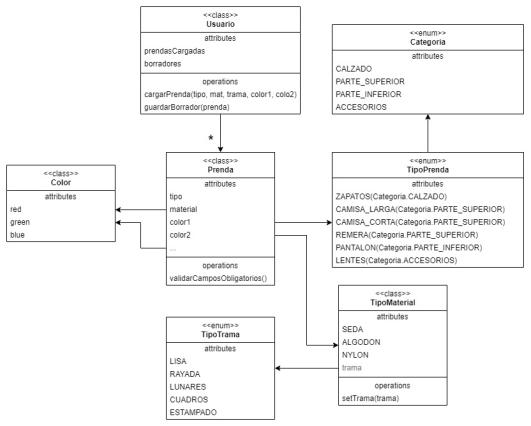 <<class>>
Usuario
attributes
prendasCargadas
borradores
operations
cargarPrenda(tipo, mat, trama, color1, colo2)
guardarBorrador(prenda)
<<enum>>
Categoria
attributes
CALZADO
PARTE_SUPERIOR
PARTE_INFERIOR
ACCESORIOS
*
<<class>>
Color
attributes
red
green
blue
<<class>>
Prenda
attributes
tipo
material
color1
color2
...
operations
validarCamposObligatorios()
<<enum>>
TipoPrenda
attributes
ZAPATOS(Categoria.CALZADO)
CAMISA_LARGA(Categoria.PARTE_SUPERIOR)
CAMISA_CORTA(Categoria.PARTE_SUPERIOR)
REMERA(Categoria.PARTE_SUPERIOR)
PANTALON(Categoria.PARTE_INFERIOR)
LENTES(Categoria.ACCESORIOS)
<<class>>
TipoMaterial
attributes
SEDA
ALGODON
NYLON
trama
operations
setTrama(trama)
<<enum>>
TipoTrama
attributes
LISA
RAYADA
LUNARES
CUADROS
ESTAMPADO